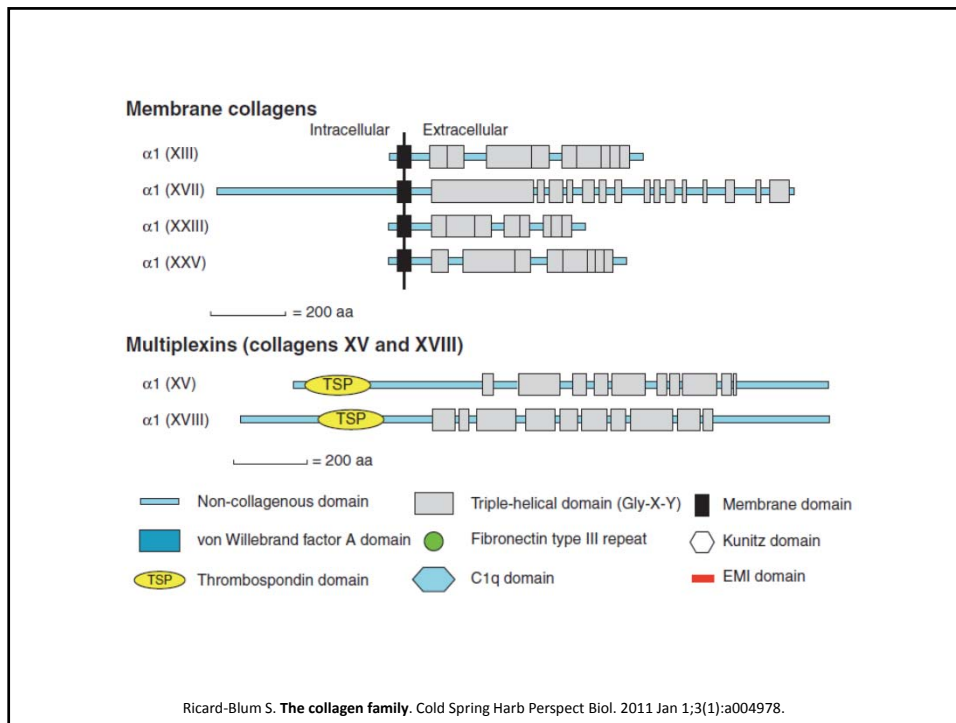 Membrane collagens
Intracellular Extracellular
α1 (XIII)
α1 (XVII)
α1 (XXIII)
α1 (XXV)
= 200 aa
Multiplexins (collagens XV and XVIII)
α1 (XV) TSP
α1 (XVIII) TSP
= 200 aa
Non-collagenous domain Triple-helical domain (Gly-X-Y) Membrane domain
von Willebrand factor A domain Fibronectin type III repeat Kunitz domain
TSP Thrombospondin domain C1q domain EMI domain
Ricard-Blum S. The collagen family. Cold Spring Harb Perspect Biol. 2011 Jan 1;3(1):a004978.